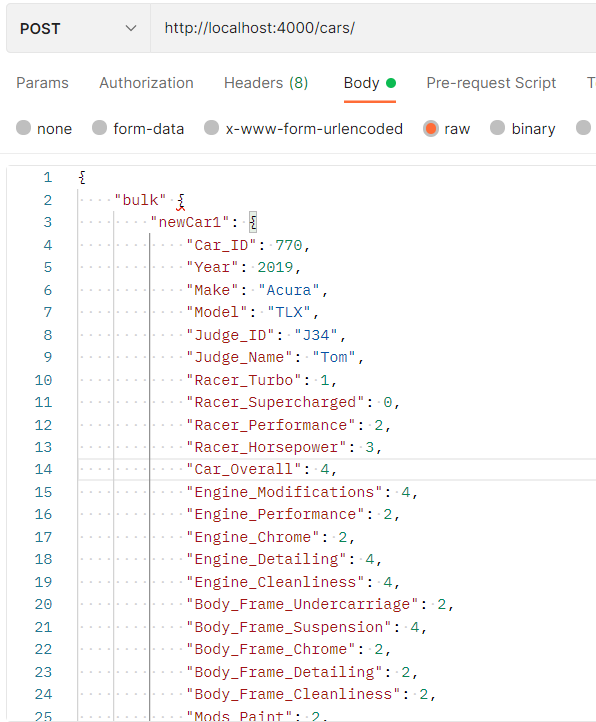 POST http://localhost:4000/cars/
Params Authorization Headers (8) Body Pre-request Script T
none form-data x-www-form-urlencoded raw binary
1 {
2 "bulk" {
3 "newCar1": {
4 "Car_ID": 770,
5 "Year": 2019,
6 "Make": "Acura",
7 "Model": "TLX",
8 "Judge_ID": "J34",
9 "Judge_Name": "Tom",
10 "Racer_Turbo": 1,
11 "Racer_Supercharged": 0,
12 "Racer_Performance": 2,
13 "Racer_Horsepower": 3,
14 "Car_Overall": 4,
15 "Engine_Modifications": 4,
16 "Engine_Performance": 2,
17 "Engine_Chrome": 2,
18 "Engine_Detailing": 4,
19 "Engine_Cleanliness": 4,
20 "Body_Frame_Undercarriage": 2,
21 "Body_Frame_Suspension": 4,
22 "Body_Frame_Chrome": 2,
23 "Body_Frame_Detailing": 2,
24 "Body_Frame_Cleanliness": 2,
25 "Mods_Paint": 2,